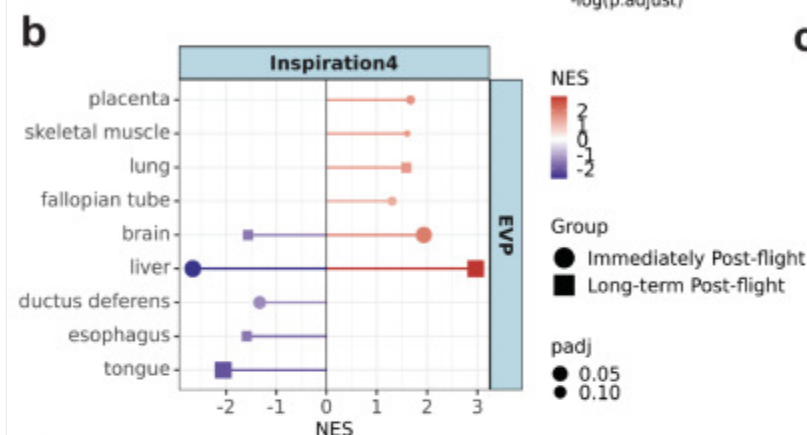 -log(p.adjust)
b
c
Inspiration4
placenta
skeletal muscle
lung
fallopian tube
brain
liver
ductus deferens
esophagus
tongue
EVP
-2 -1 0 1 2 3
NES
NES
2
1
0
-1
-2
Group
Immediately Post-flight
Long-term Post-flight
padj
0.05
0.10